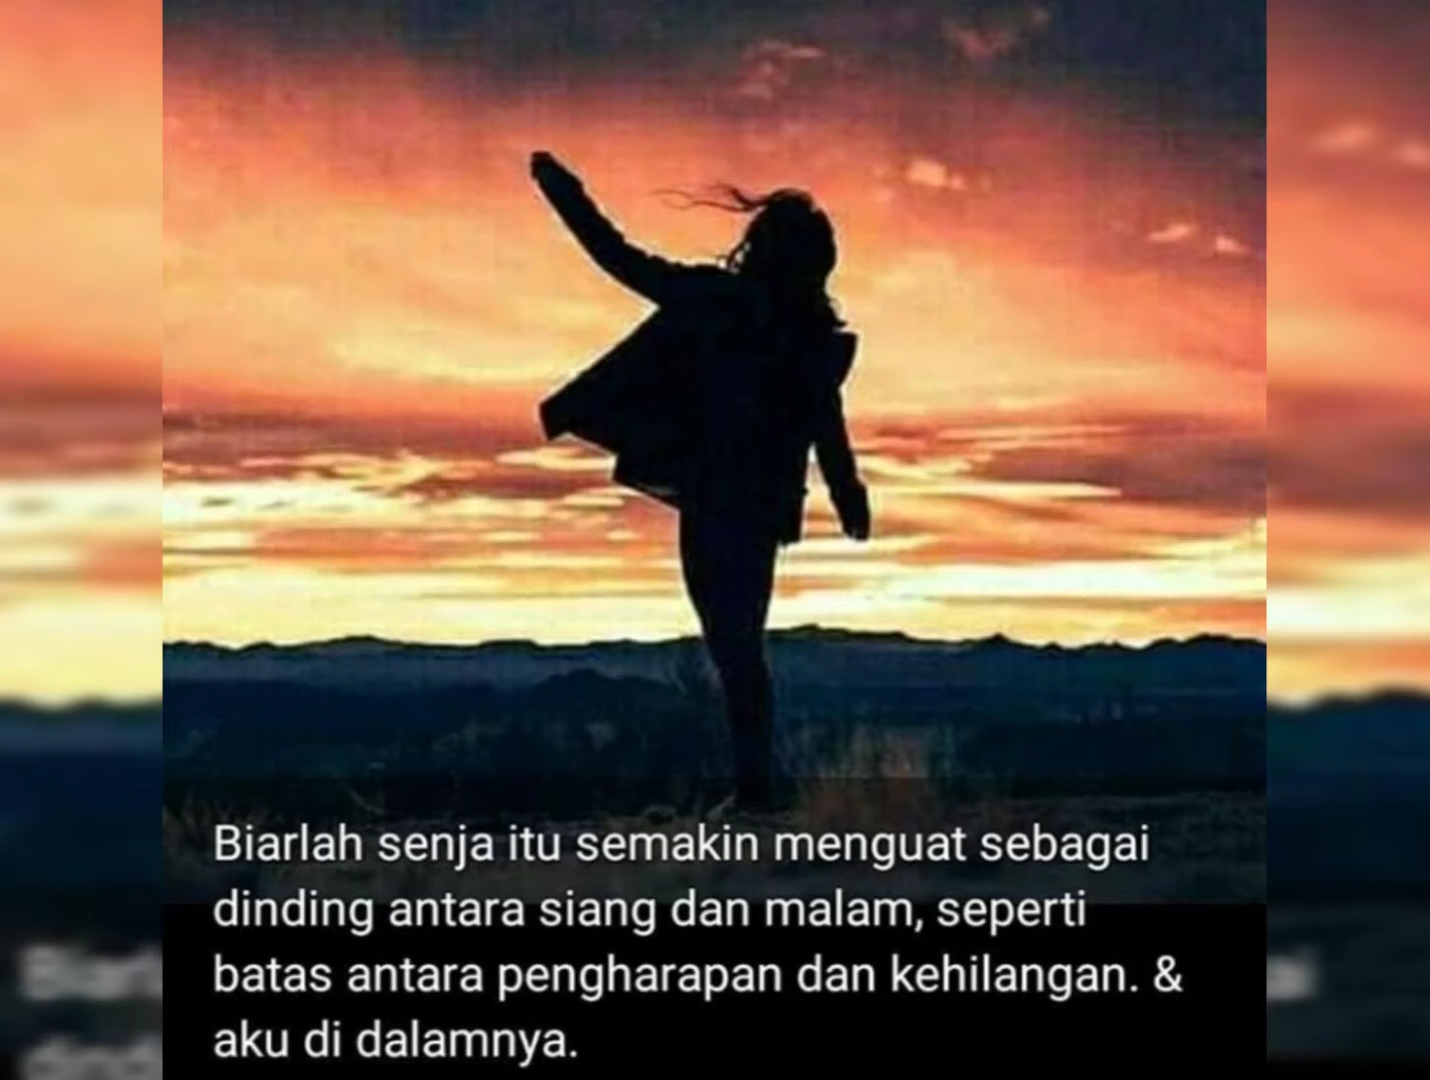 Biarlah senja itu semakin menguat sebagai
dinding antara siang dan malam, seperti
batas antara pengharapan dan kehilangan. &
aku di dalamnya.